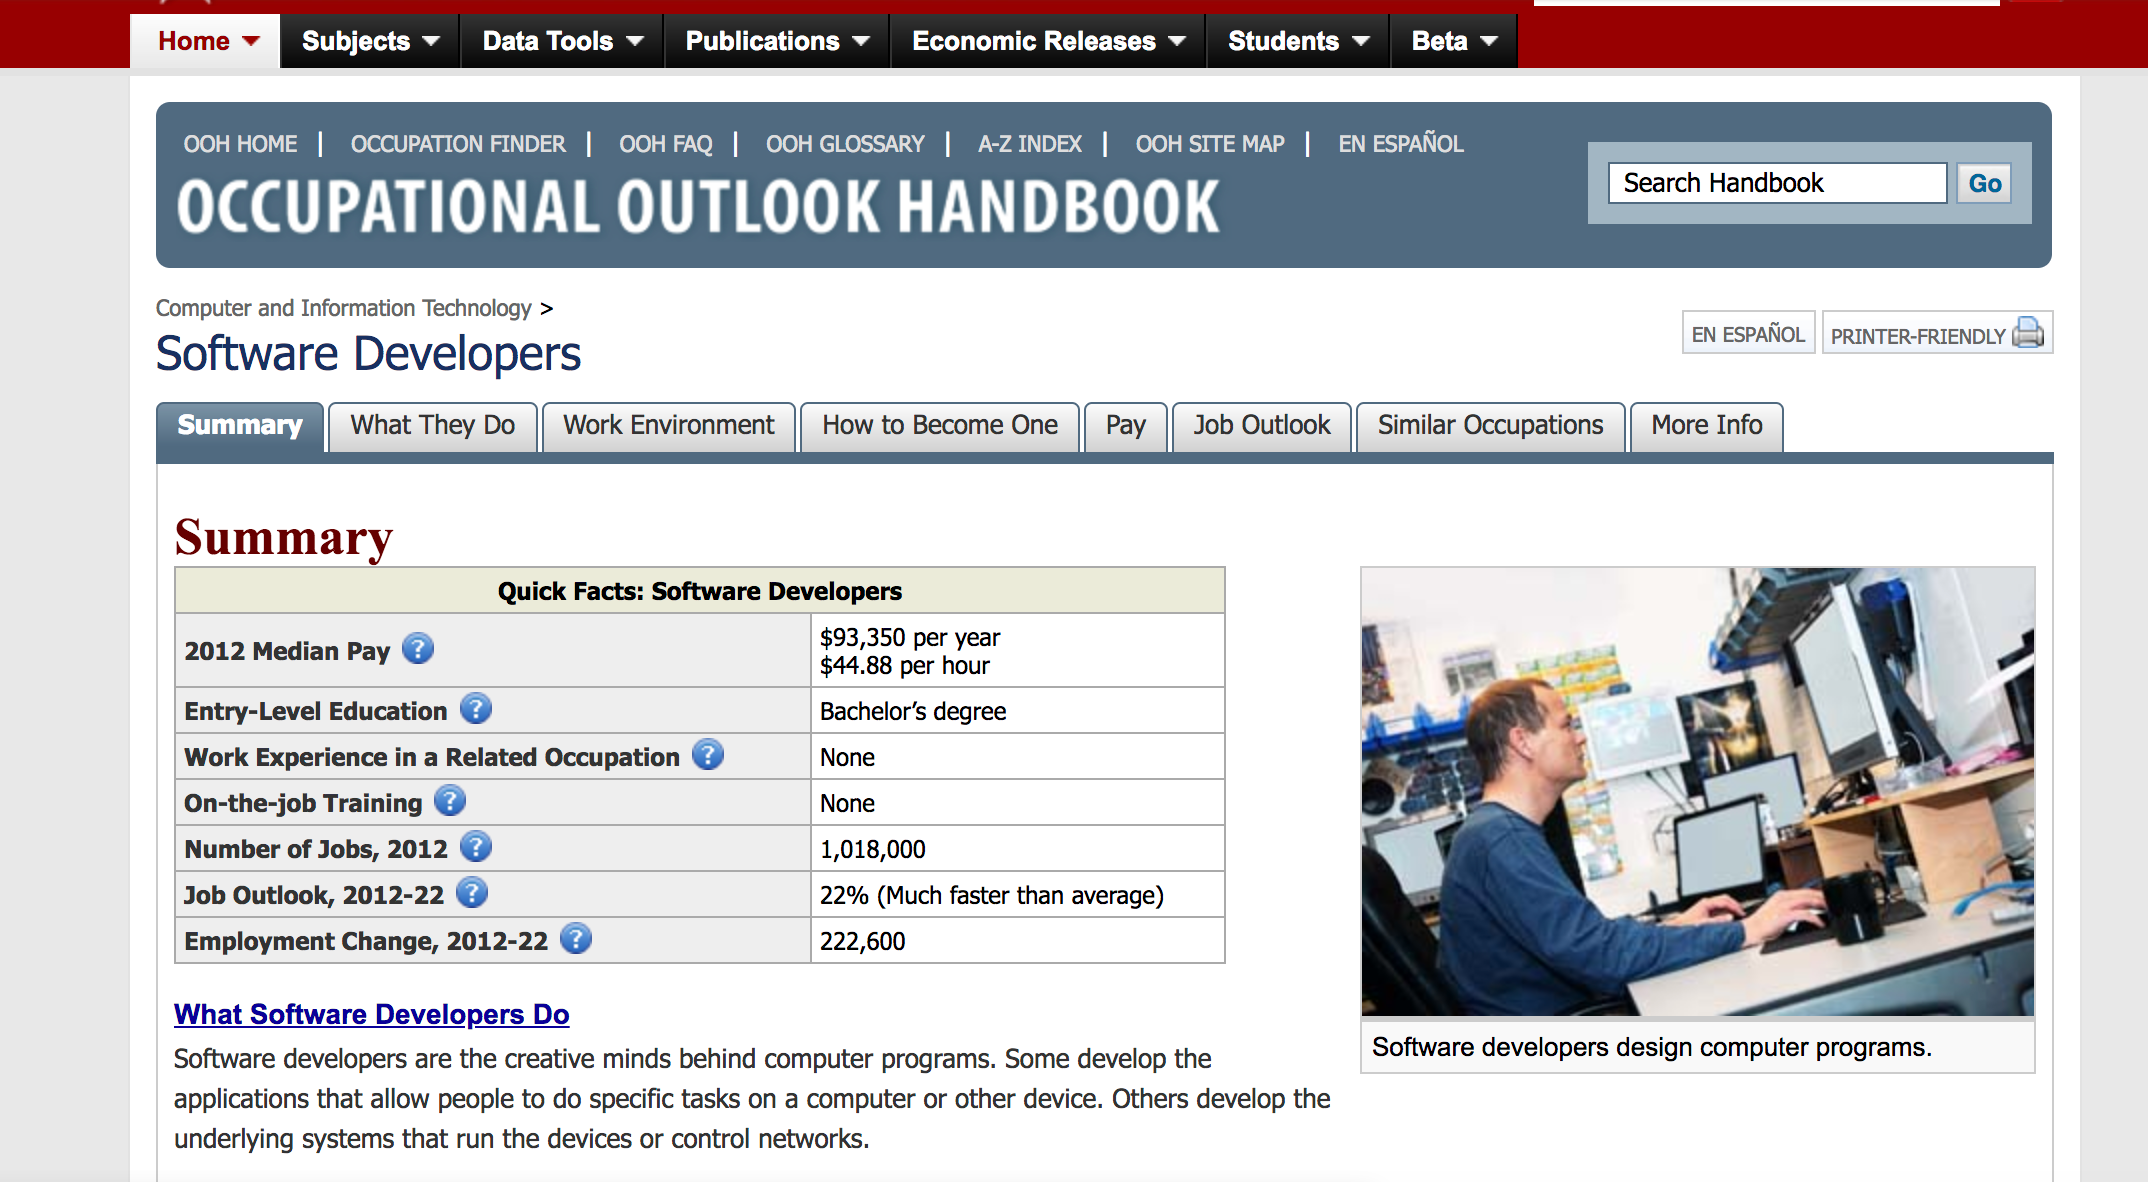 Home
Subjects
Data Tools
Publications
Economic Releases
Students
Beta
OOH HOME | OCCUPATION FINDER | OOH FAQ | OOH GLOSSARY | A-Z INDEX | OOH SITE MAP | EN ESPAÑOL
OCCUPATIONAL OUTLOOK HANDBOOK
Search Handbook
Go
Computer and Information Technology >
Software Developers
EN ESPAÑOL
PRINTER-FRIENDLY
Summary
What They Do
Work Environment
How to Become One
Pay
Job Outlook
Similar Occupations
More Info
Summary
Quick Facts: Software Developers
2012 Median Pay ?
$93,350 per year
$44.88 per hour
Entry-Level Education ?
Bachelor’s degree
Work Experience in a Related Occupation ?
None
On-the-job Training ?
None
Number of Jobs, 2012 ?
1,018,000
Job Outlook, 2012-22 ?
22% (Much faster than average)
Employment Change, 2012-22 ?
222,600
What Software Developers Do
Software developers are the creative minds behind computer programs. Some develop the
applications that allow people to do specific tasks on a computer or other device. Others develop the
underlying systems that run the devices or control networks.
Software developers design computer programs.